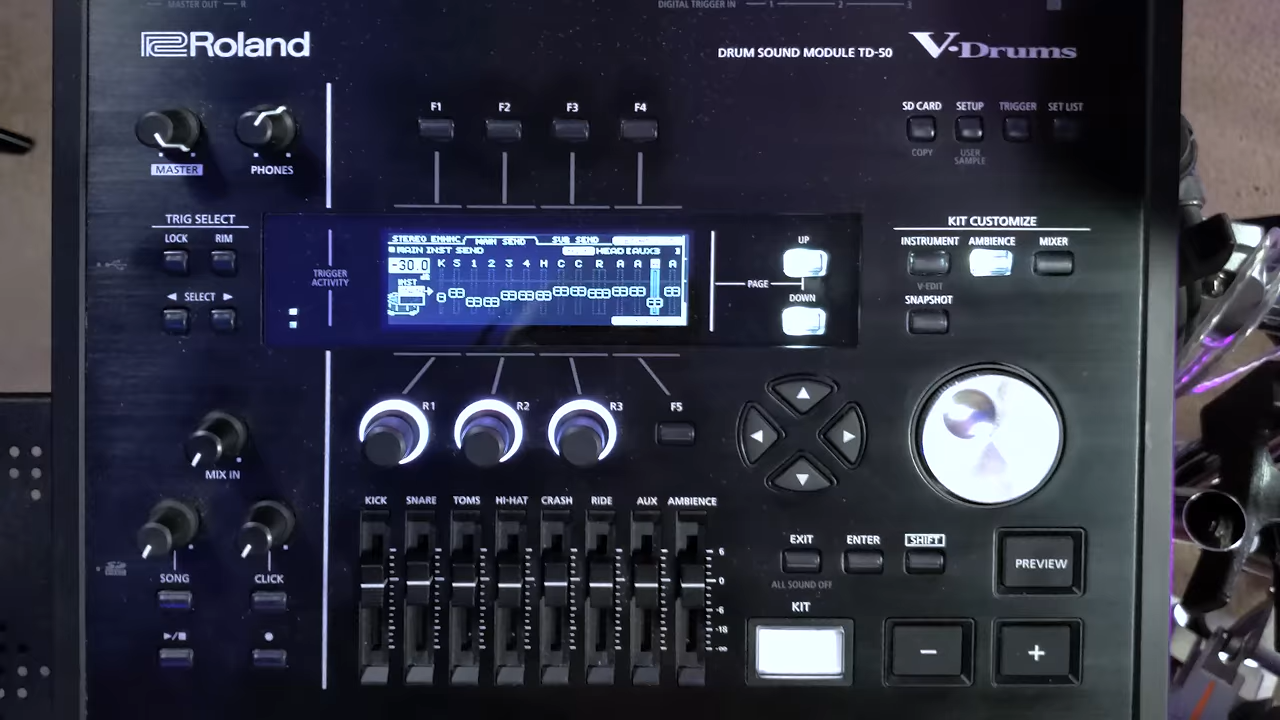 MASTER OUT R
DIGITAL TRIGGER IN 1 2 3
Roland
DRUM SOUND MODULE TD-50
V-Drums
F1 F2 F3 F4
SD CARD SETUP TRIGGER SET LIST
COPY USER SAMPLE
MASTER PHONES
TRIG SELECT
LOCK RIM
◄ SELECT ►
TRIGGER ACTIVITY
MAIN SEND SUB SEND
MAIN INST SEND HEAD AUX3
-30.0 K S 1 2 3 4 H C C R A A A
INST
UP
PAGE
DOWN
KIT CUSTOMIZE
INSTRUMENT AMBIENCE MIXER
V-EDIT
SNAPSHOT
R1 R2 R3 F5
MIX IN
KICK SNARE TOMS HI-HAT CRASH RIDE AUX AMBIENCE
6
0
-6
-18
-∞
SONG CLICK
►/■ ●
EXIT ENTER SHIFT
ALL SOUND OFF
KIT
PREVIEW
− +